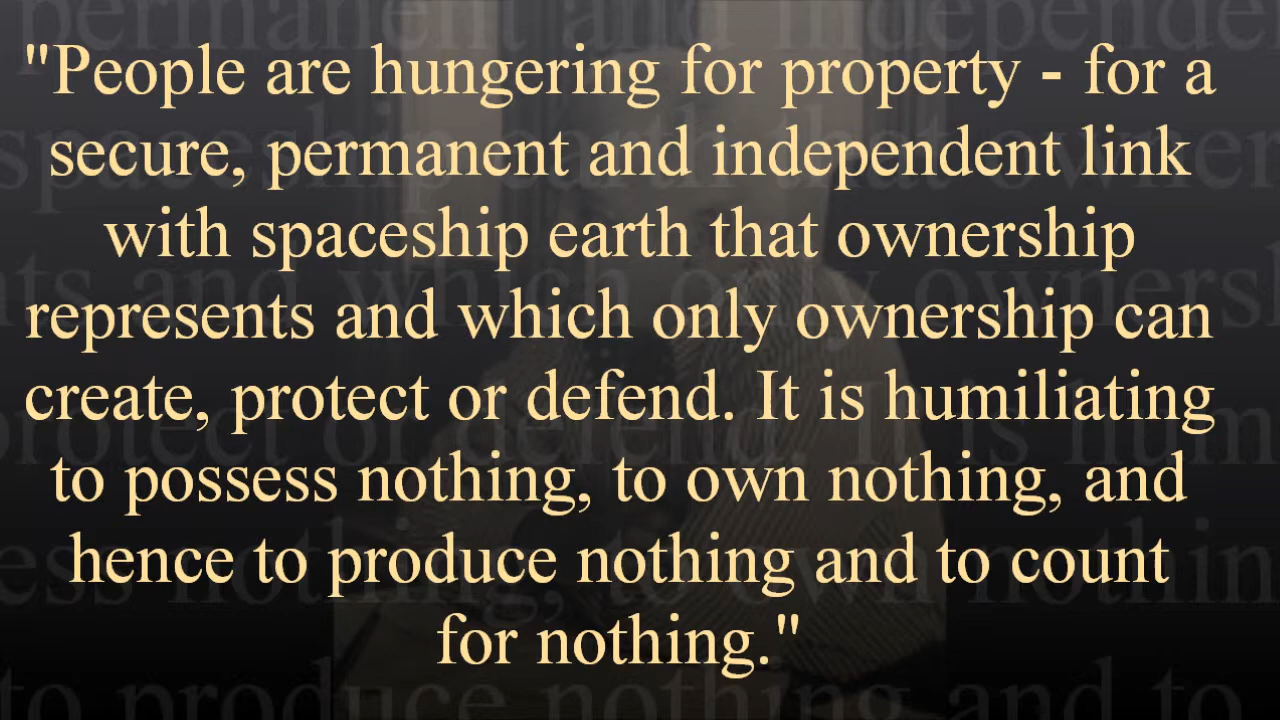 "People are hungering for property - for a
secure, permanent and independent link
with spaceship earth that ownership
represents and which only ownership can
create, protect or defend. It is humiliating
to possess nothing, to own nothing, and
hence to produce nothing and to count
for nothing."